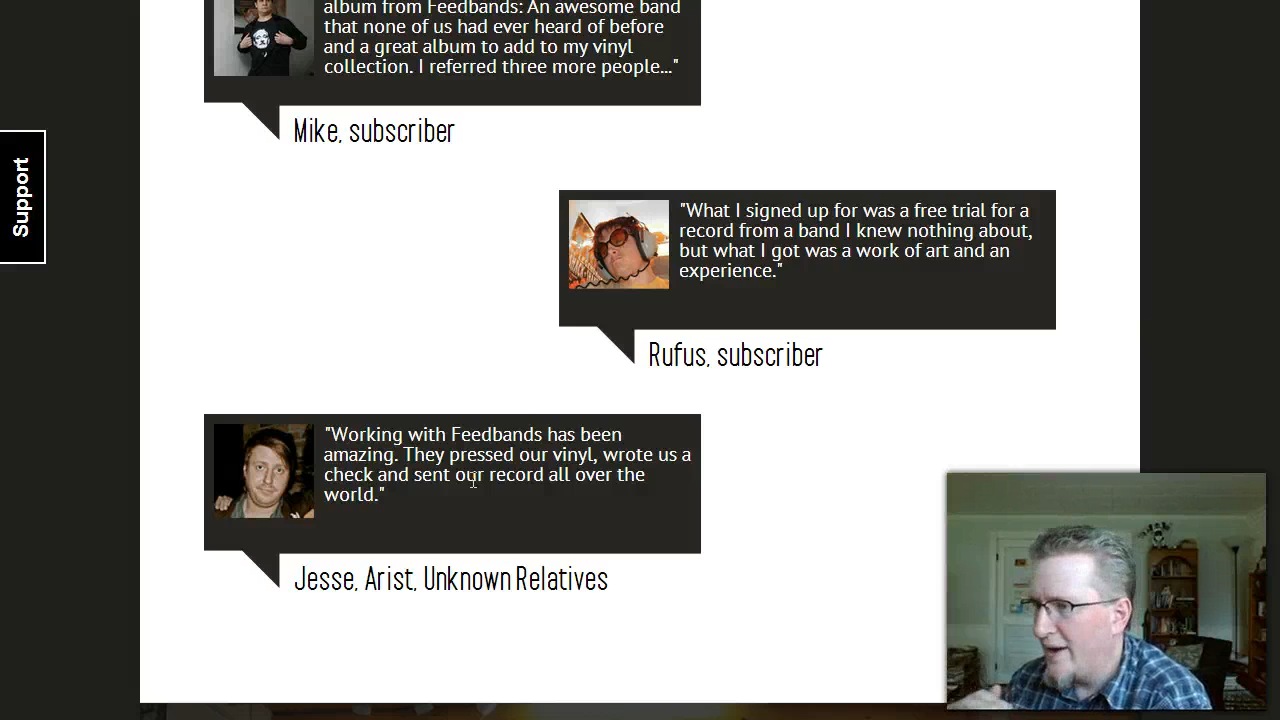 album from Feedbands: An awesome band
that none of us had ever heard of before
and a great album to add to my vinyl
collection. I referred three more people..."
Mike, subscriber
Support
"What I signed up for was a free trial for a
record from a band I knew nothing about,
but what I got was a work of art and an
experience."
Rufus, subscriber
"Working with Feedbands has been
amazing. They pressed our vinyl, wrote us a
check and sent our record all over the
world."
Jesse, Arist, Unknown Relatives